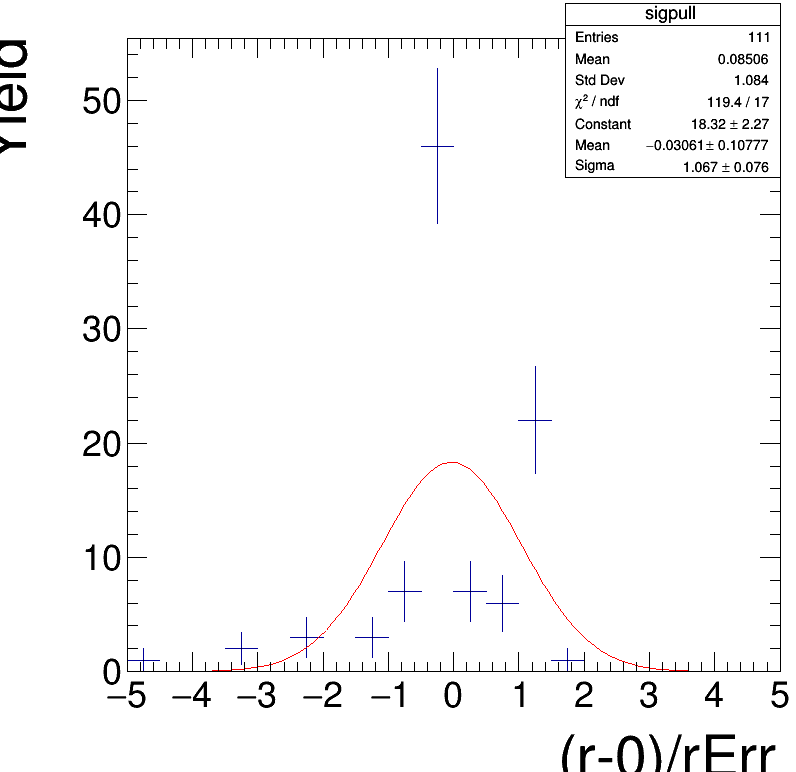 sigpull
Entries 111
Mean 0.08506
Std Dev 1.084
χ² / ndf 119.4 / 17
Constant 18.32 ± 2.27
Mean −0.03061 ± 0.10777
Sigma 1.067 ± 0.076
Yield
50
40
30
20
10
0
−5 −4 −3 −2 −1 0 1 2 3 4 5
(r-0)/rErr